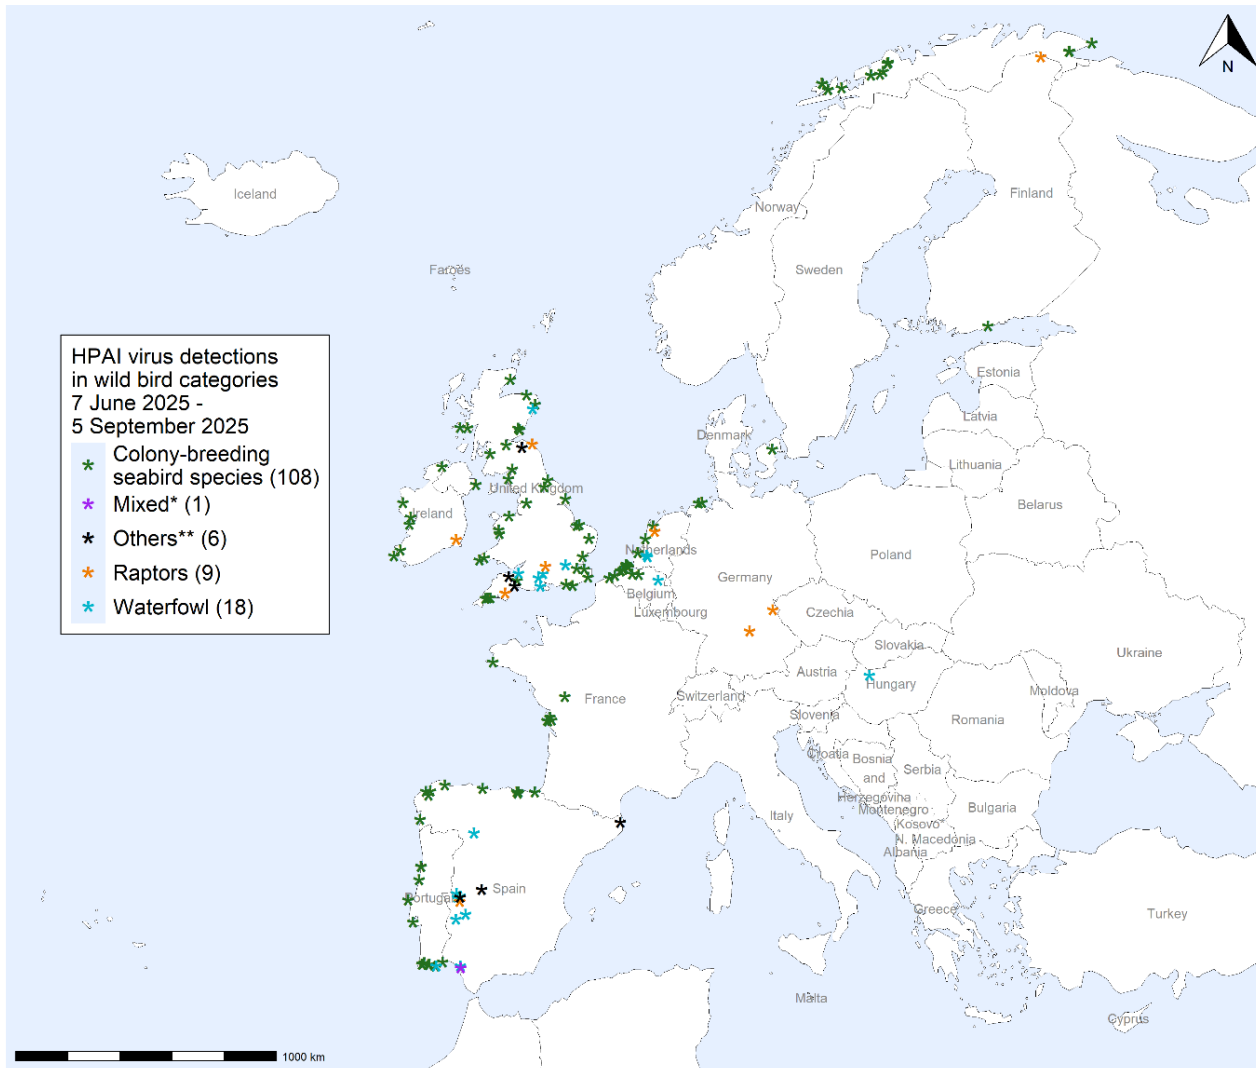 N
Iceland
Norway
Finland
Sweden
Faroes
Estonia
Latvia
Denmark
Lithuania
Belarus
United Kingdom
Ireland
HPAI virus detections
in wild bird categories
7 June 2025 -
5 September 2025
Colony-breeding
seabird species (108)
Mixed* (1)
Others** (6)
Raptors (9)
Waterfowl (18)
Netherlands
Poland
Germany
Belgium
Luxembourg
Czechia
Slovakia
Ukraine
Austria
Hungary
Moldova
France
Switzerland
Slovenia
Romania
Croatia
Bosnia
and
Herzegovina
Serbia
Montenegro
Bulgaria
Italy
Kosovo*
N. Macedonia
Albania
Portugal
Spain
Greece
Turkey
Malta
Cyprus
1000 km